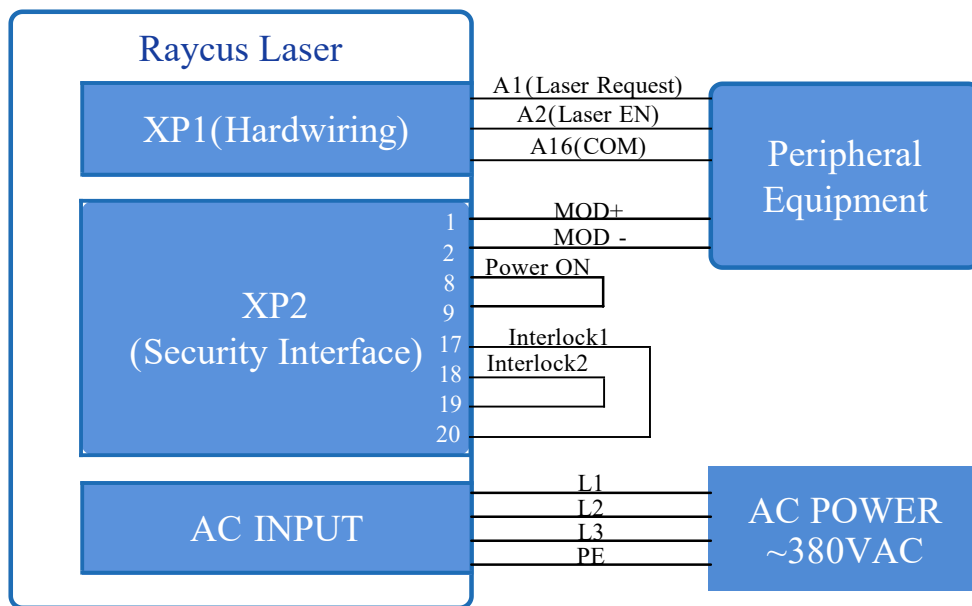 Raycus Laser
XP1(Hardwiring)
A1(Laser Request)
A2(Laser EN)
A16(COM)
Peripheral
Equipment
XP2
(Security Interface)
1
2
8
9
17
18
19
20
MOD+
MOD -
Power ON
Interlock1
Interlock2
AC INPUT
L1
L2
L3
PE
AC POWER
~380VAC